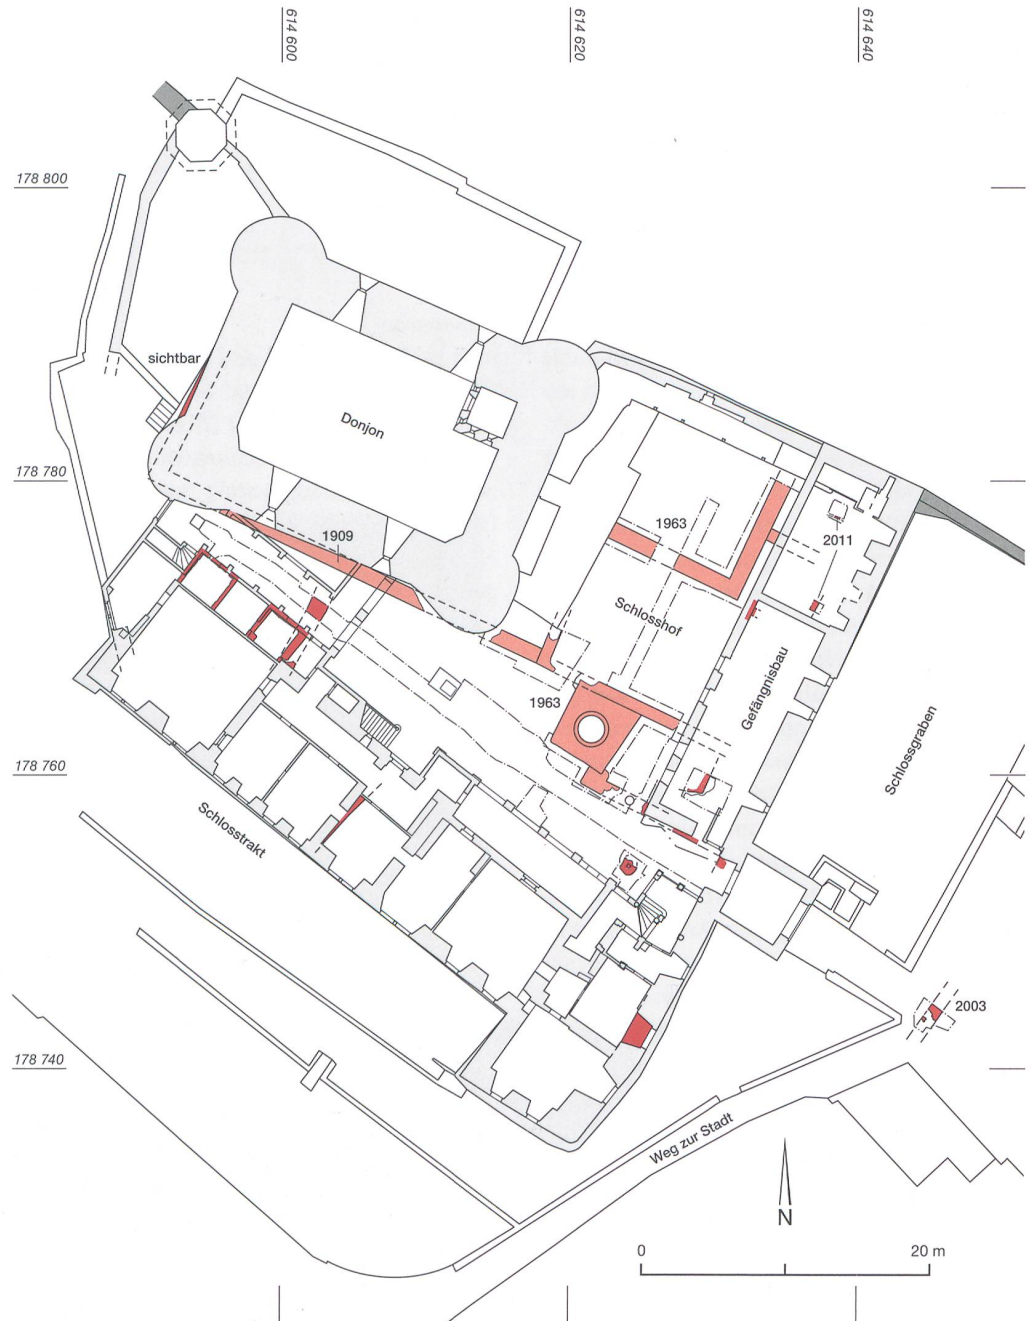 614 600
614 620
614 640
178 800
sichtbar
Donjon
178 780
1909
1963
2011
Schlosshof
Gefängnisbau
1963
Schlossgraben
178 760
Schlosstrakt
2003
178 740
Weg zur Stadt
N
0
20 m